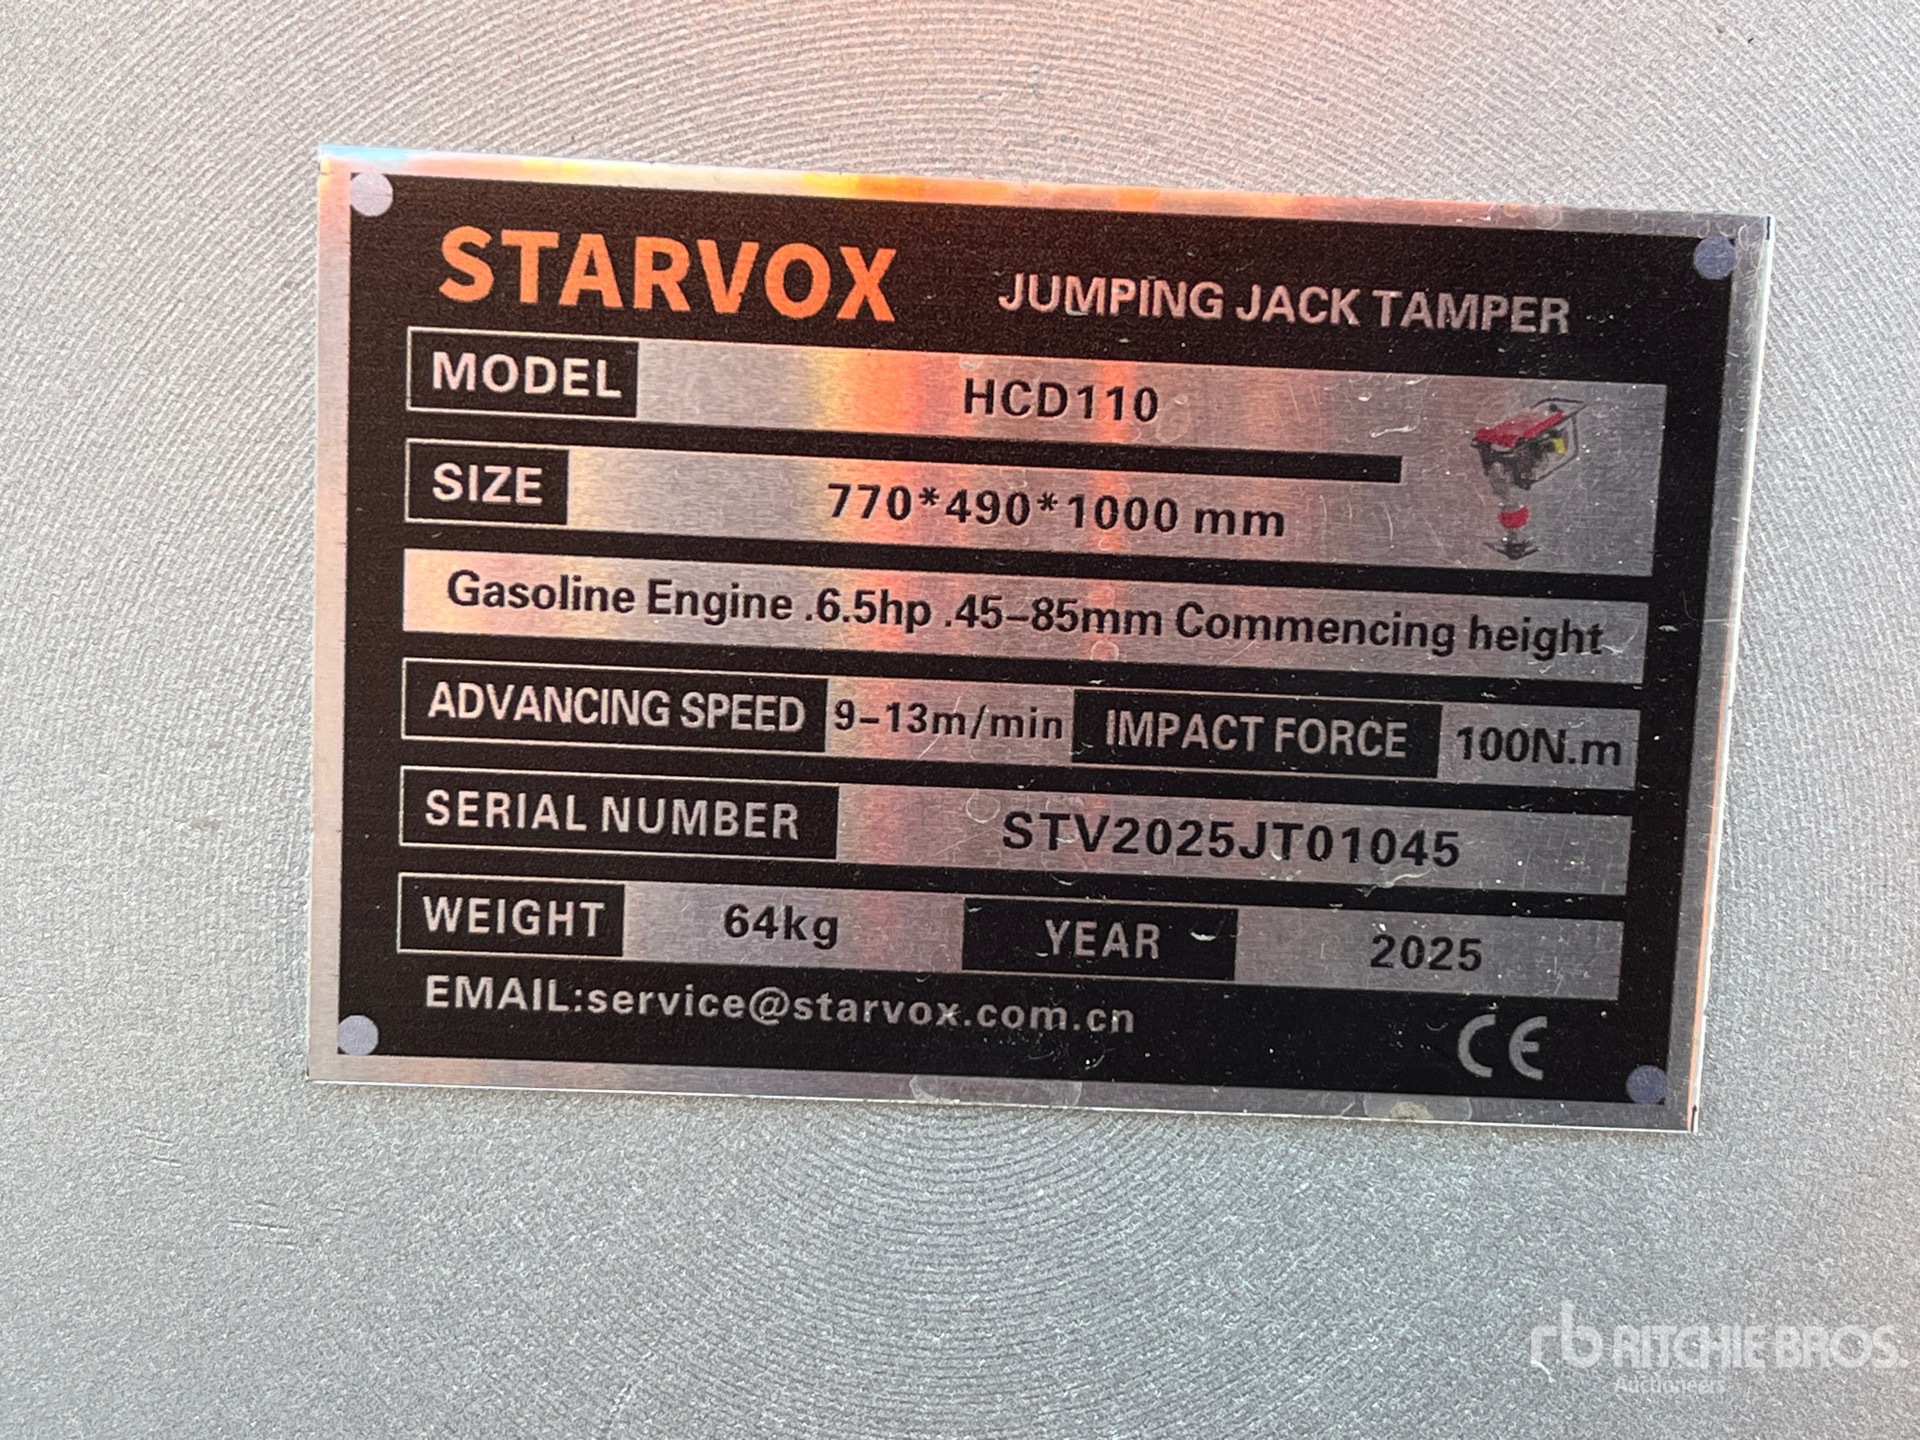 STARVOX JUMPING JACK TAMPER
MODEL HCD110
SIZE 770*490*1000 mm
Gasoline Engine .6.5hp .45-85mm Commencing height
ADVANCING SPEED 9-13m/min IMPACT FORCE 100N.m
SERIAL NUMBER STV2025JT01045
WEIGHT 64kg YEAR 2025
EMAIL:service@starvox.com.cn
CE
rb RITCHIE BROS.
Auctioneers